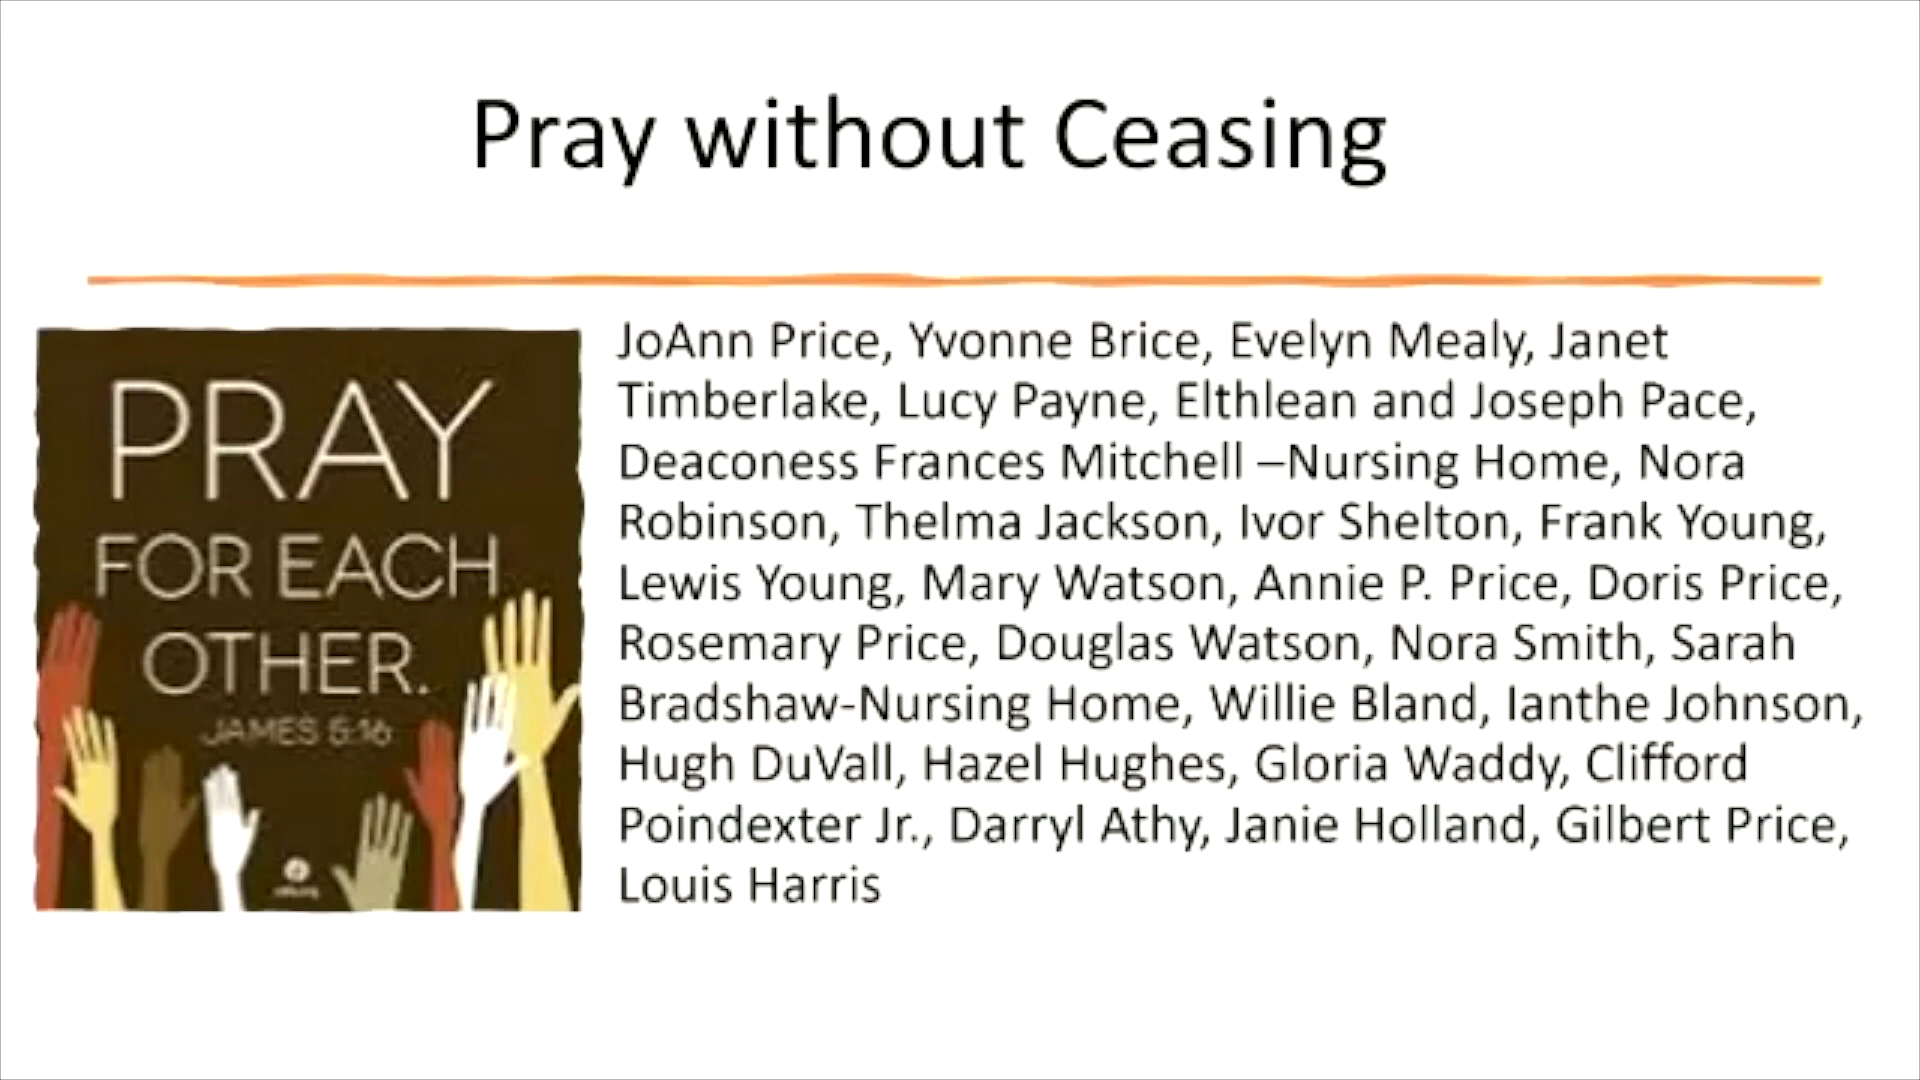 Pray without Ceasing
PRAY
FOR EACH
OTHER.
JAMES 5:16
JoAnn Price, Yvonne Brice, Evelyn Mealy, Janet
Timberlake, Lucy Payne, Elthlean and Joseph Pace,
Deaconess Frances Mitchell –Nursing Home, Nora
Robinson, Thelma Jackson, Ivor Shelton, Frank Young,
Lewis Young, Mary Watson, Annie P. Price, Doris Price,
Rosemary Price, Douglas Watson, Nora Smith, Sarah
Bradshaw-Nursing Home, Willie Bland, Ianthe Johnson,
Hugh DuVall, Hazel Hughes, Gloria Waddy, Clifford
Poindexter Jr., Darryl Athy, Janie Holland, Gilbert Price,
Louis Harris